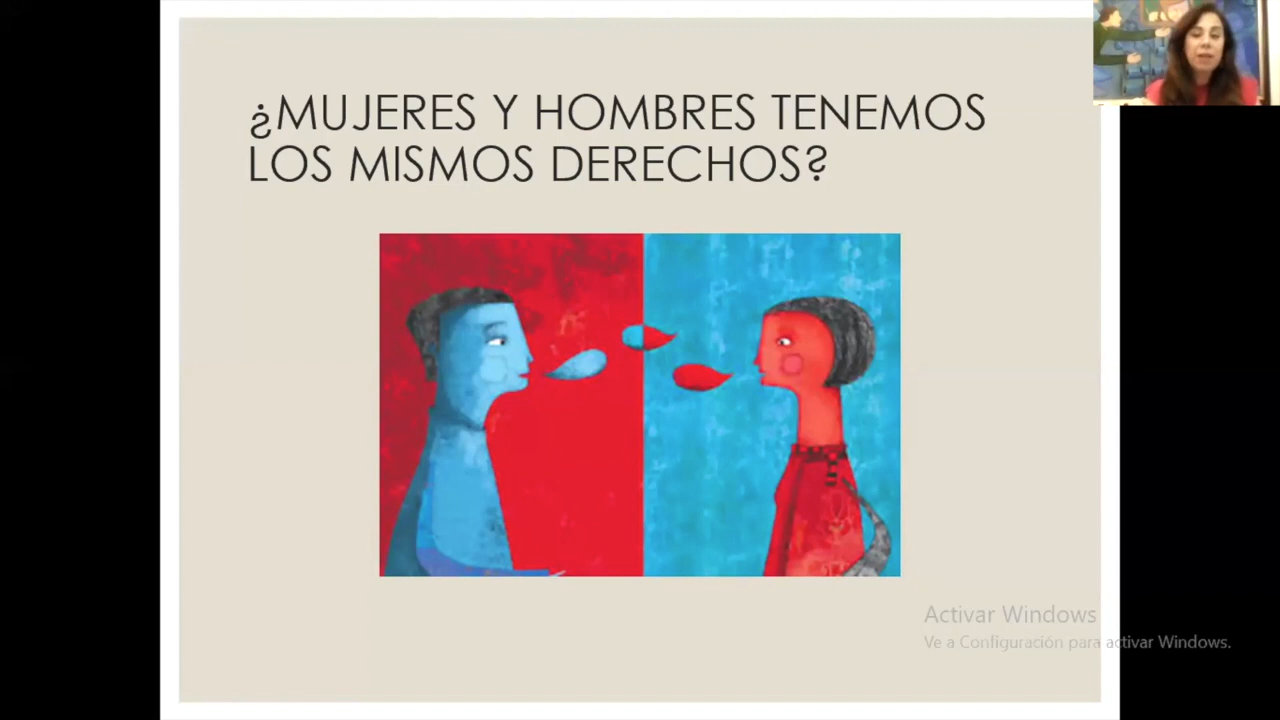 ¿MUJERES Y HOMBRES TENEMOS
LOS MISMOS DERECHOS?
Activar Windows
Ve a Configuración para activar Windows.